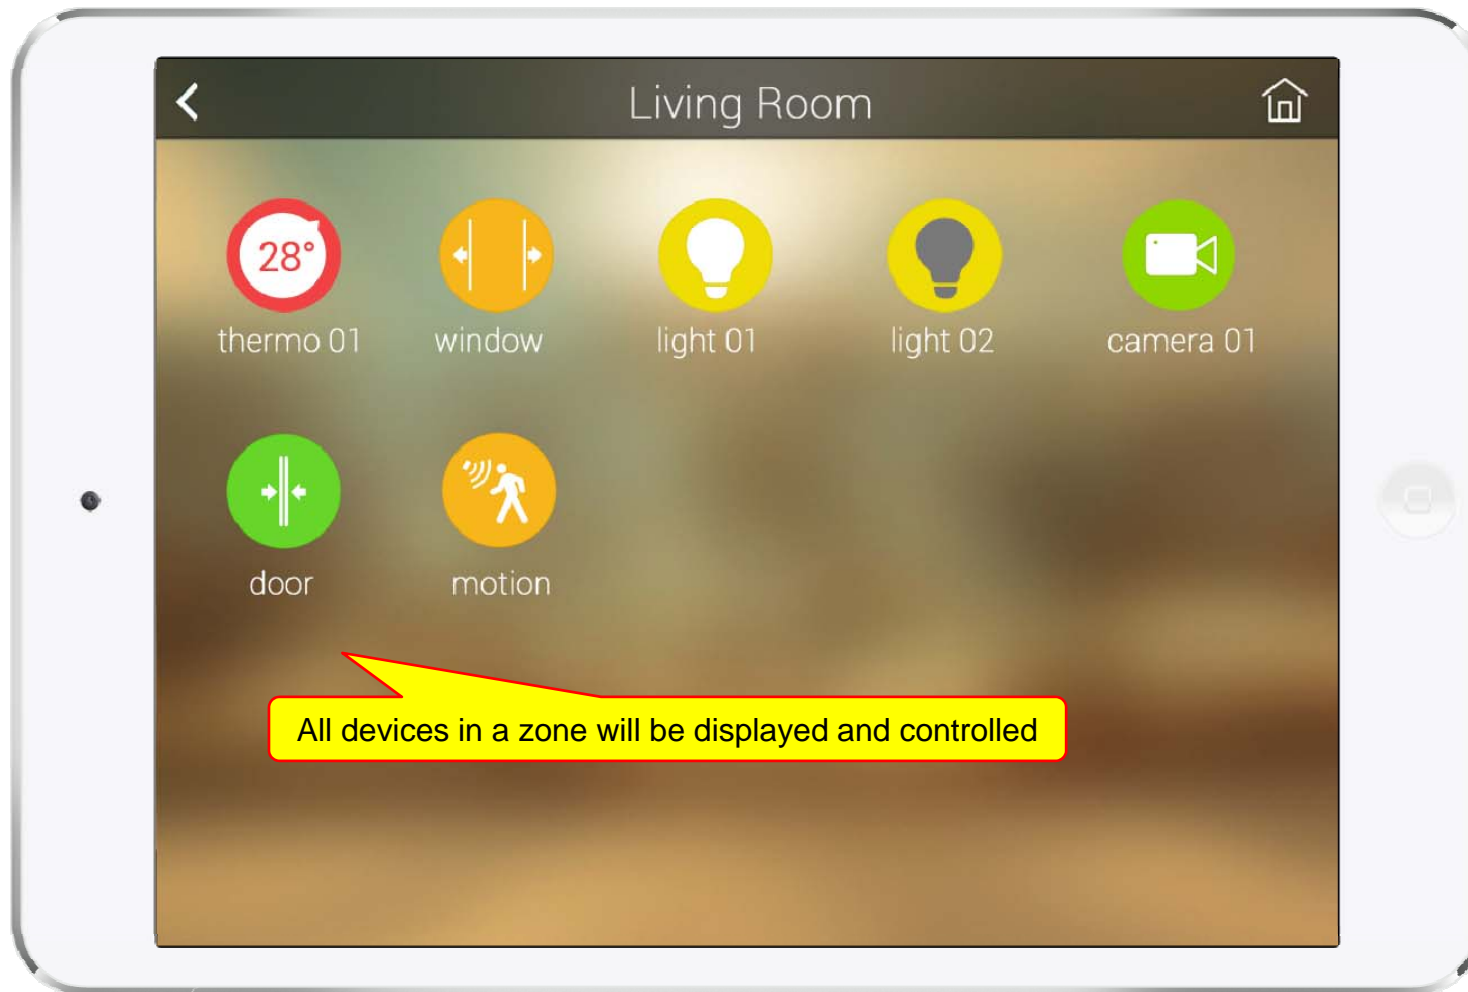 Living Room
28°
thermo 01
window
light 01
light 02
camera 01
door
motion
All devices in a zone will be displayed and controlled